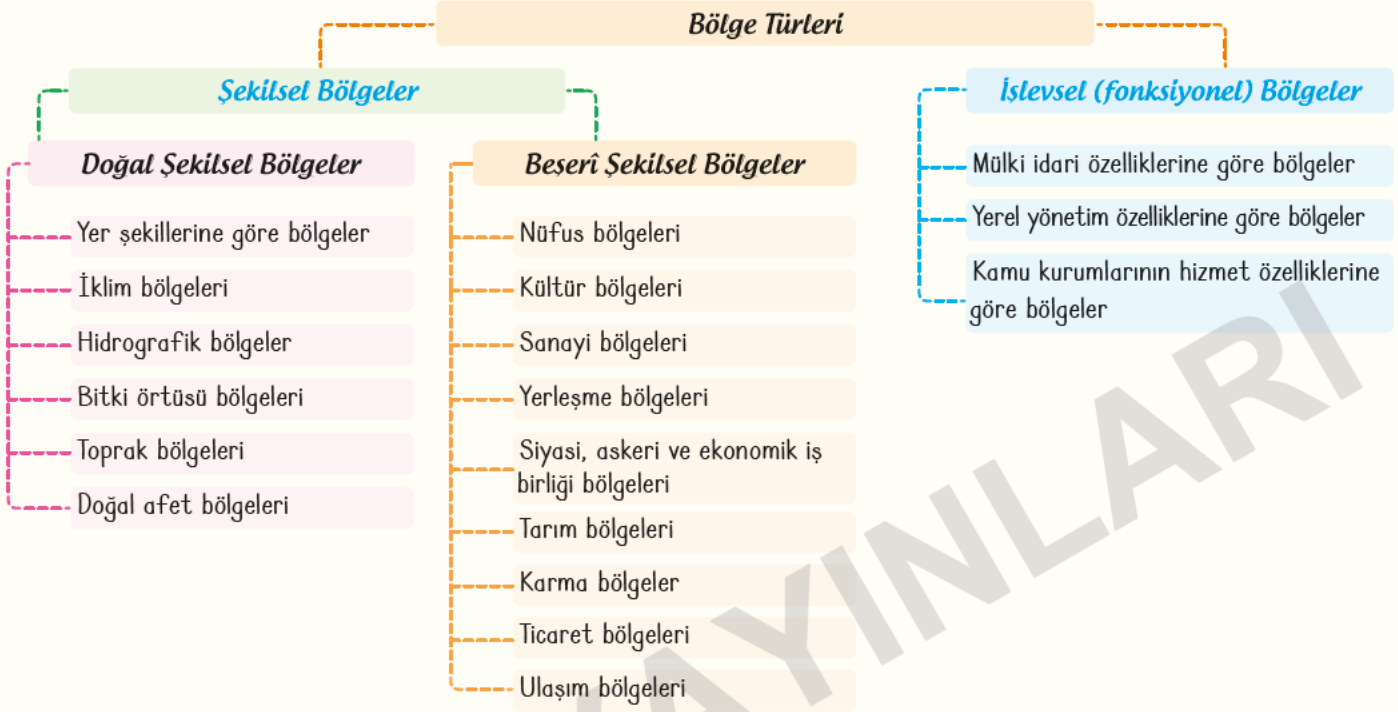 Bölge Türleri
Şekilsel Bölgeler
Doğal Şekilsel Bölgeler
Yer şekillerine göre bölgeler
İklim bölgeleri
Hidrografik bölgeler
Bitki örtüsü bölgeleri
Toprak bölgeleri
Doğal afet bölgeleri
Beşerî Şekilsel Bölgeler
Nüfus bölgeleri
Kültür bölgeleri
Sanayi bölgeleri
Yerleşme bölgeleri
Siyasi, askeri ve ekonomik iş
birliği bölgeleri
Tarım bölgeleri
Karma bölgeler
Ticaret bölgeleri
Ulaşım bölgeleri
İşlevsel (fonksiyonel) Bölgeler
Mülki idari özelliklerine göre bölgeler
Yerel yönetim özelliklerine göre bölgeler
Kamu kurumlarının hizmet özelliklerine
göre bölgeler
YAYINLARI